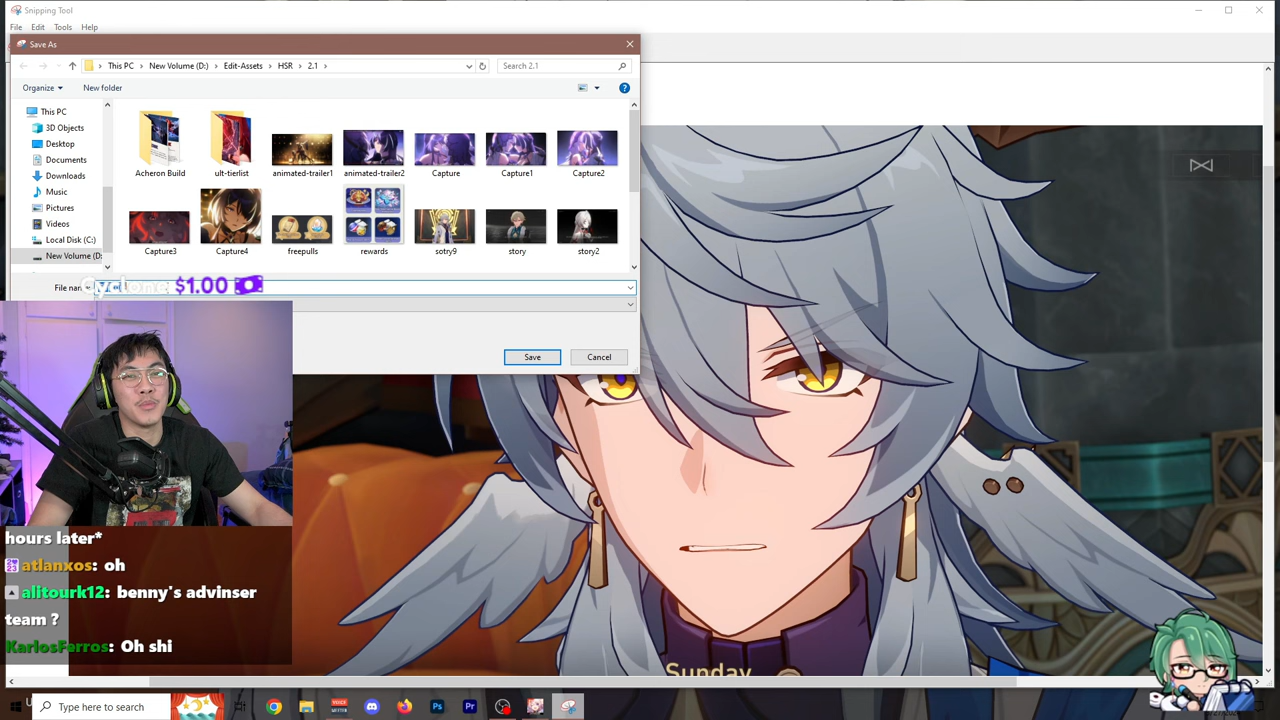 Snipping Tool
File Edit Tools Help
Save As
This PC > New Volume (D:) > Edit-Assets > HSR > 2.1 >
Search 2.1
Organize
New folder
This PC
3D Objects
Desktop
Documents
Downloads
Music
Pictures
Videos
Local Disk (C:)
New Volume (D:
Acheron Build
ult-tierlist
animated-trailer1
animated-trailer2
Capture
Capture1
Capture2
Capture3
Capture4
freepulls
rewards
sotry9
story
story2
File nam
Cyclone $1.00
Save
Cancel
hours later*
atlanxos: oh
alitourk12: benny's advinser
team ?
KarlosFerros: Oh shi
Sunday
Type here to search